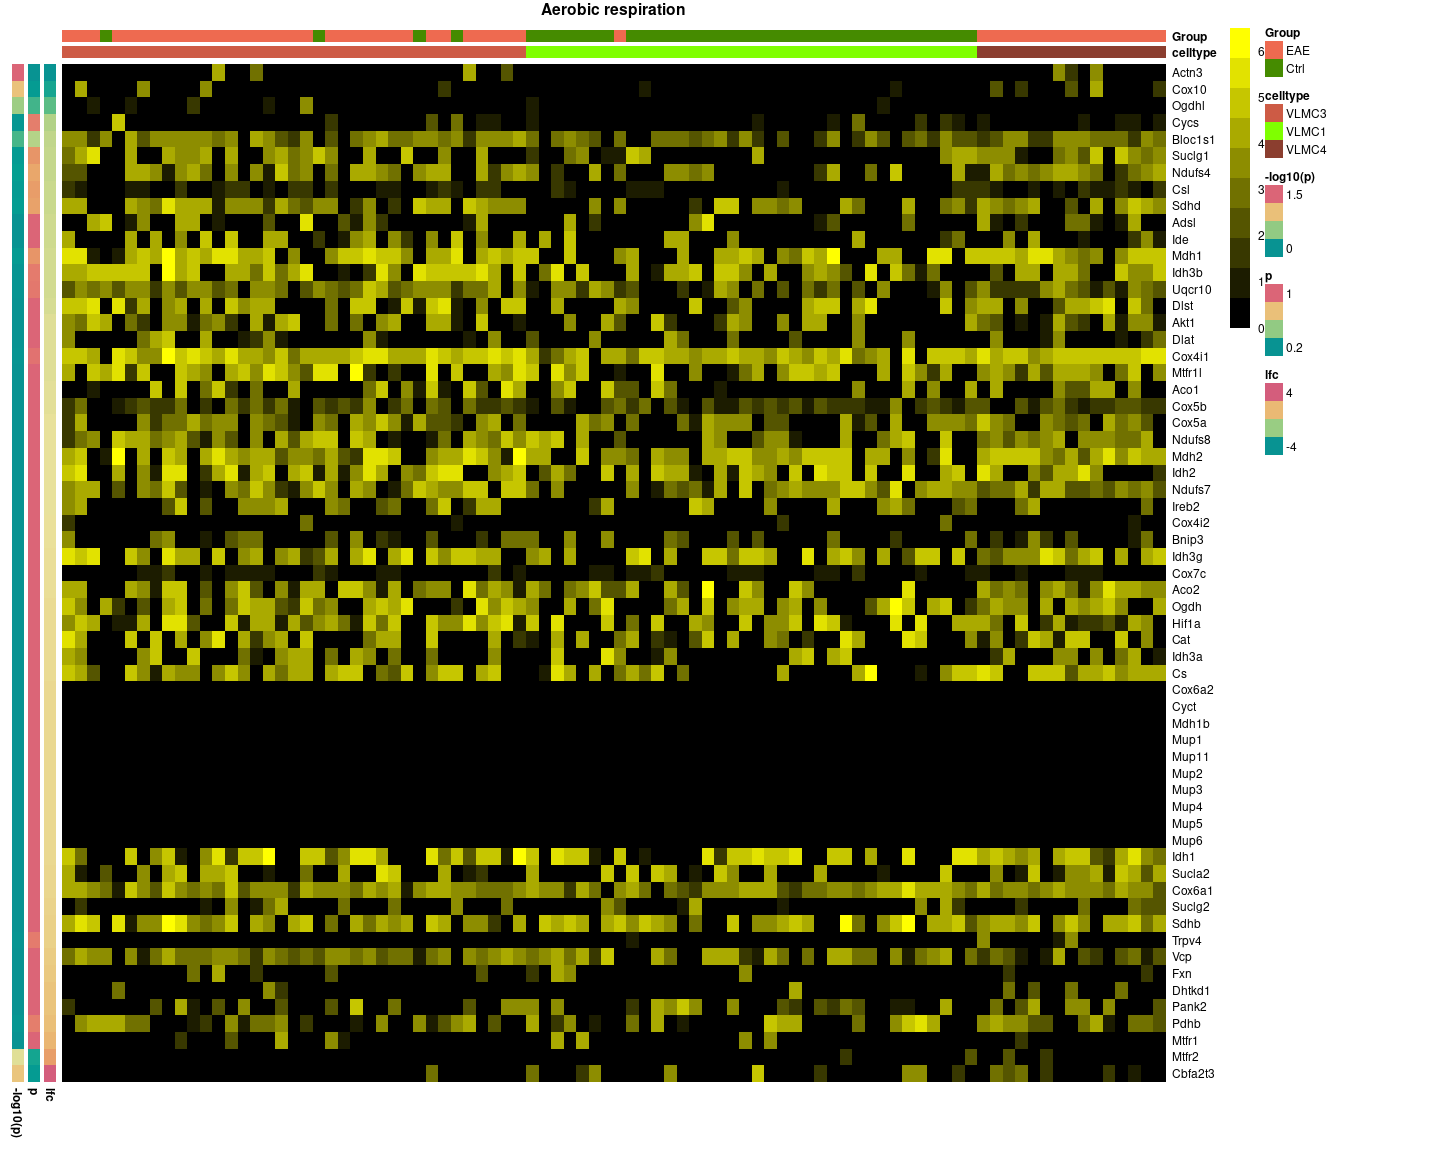 Aerobic respiration
Group
celltype
Actn3
Cox10
Ogdhl
Cycs
Bloc1s1
Suclg1
Ndufs4
Csl
Sdhd
Adsl
Ide
Mdh1
Idh3b
Uqcr10
Dlst
Akt1
Dlat
Cox4i1
Mtfr1l
Aco1
Cox5b
Cox5a
Ndufs8
Mdh2
Idh2
Ndufs7
Ireb2
Cox4i2
Bnip3
Idh3g
Cox7c
Aco2
Ogdh
Hif1a
Cat
Idh3a
Cs
Cox6a2
Cyct
Mdh1b
Mup1
Mup11
Mup2
Mup3
Mup4
Mup5
Mup6
Idh1
Sucla2
Cox6a1
Suclg2
Sdhb
Trpv4
Vcp
Fxn
Dhtkd1
Pank2
Pdhb
Mtfr1
Mtfr2
Cbfa2t3
-log10(p)
p
lfc
6
5
4
3
2
1
0
Group
EAE
Ctrl
celltype
VLMC3
VLMC1
VLMC4
-log10(p)
1.5
0
p
1
0.2
lfc
4
-4